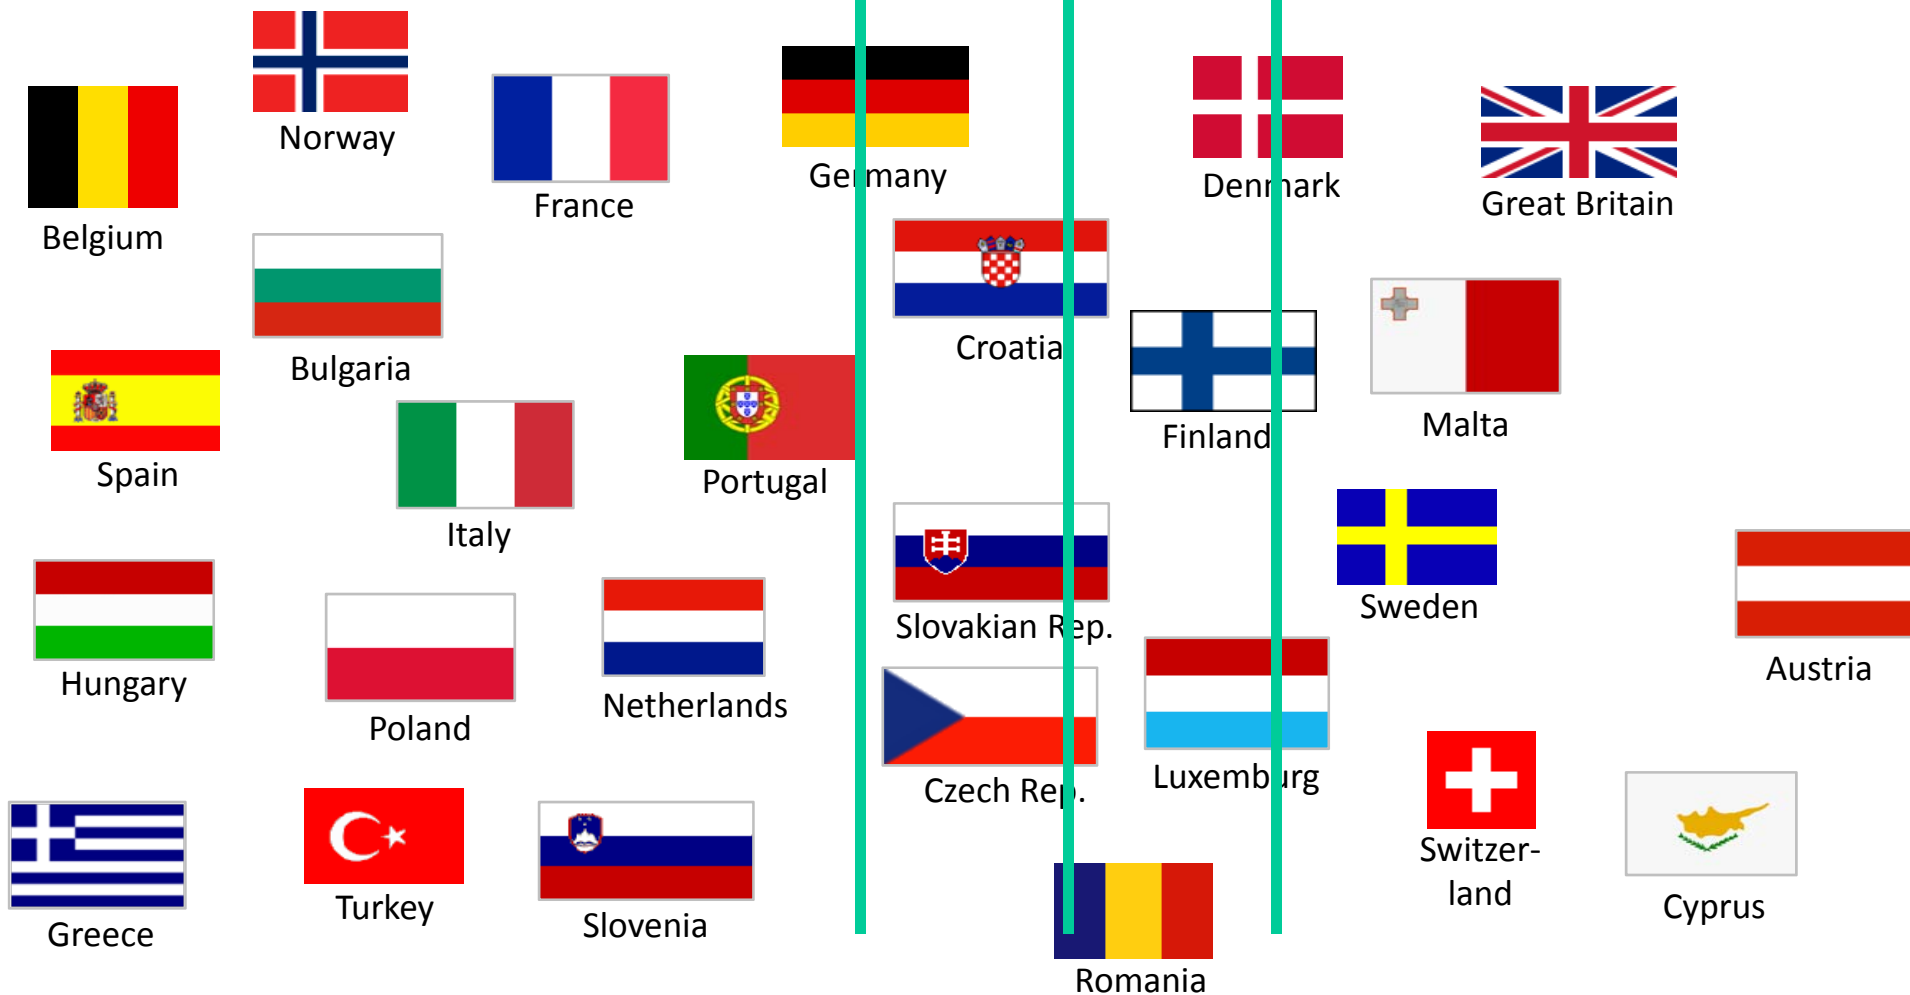 Norway
Germany
Denmark
Great Britain
France
Belgium
Croatia
Bulgaria
Malta
Finland
Spain
Portugal
Italy
Sweden
Slovakian Rep.
Austria
Hungary
Netherlands
Poland
Luxemburg
Czech Rep.
Switzer-
land
Turkey
Cyprus
Slovenia
Greece
Romania